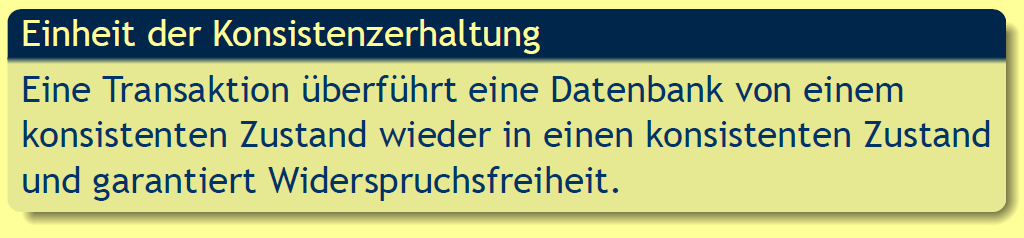 Einheit der Konsistenzerhaltung
Eine Transaktion überführt eine Datenbank von einem
konsistenten Zustand wieder in einen konsistenten Zustand
und garantiert Widerspruchsfreiheit.